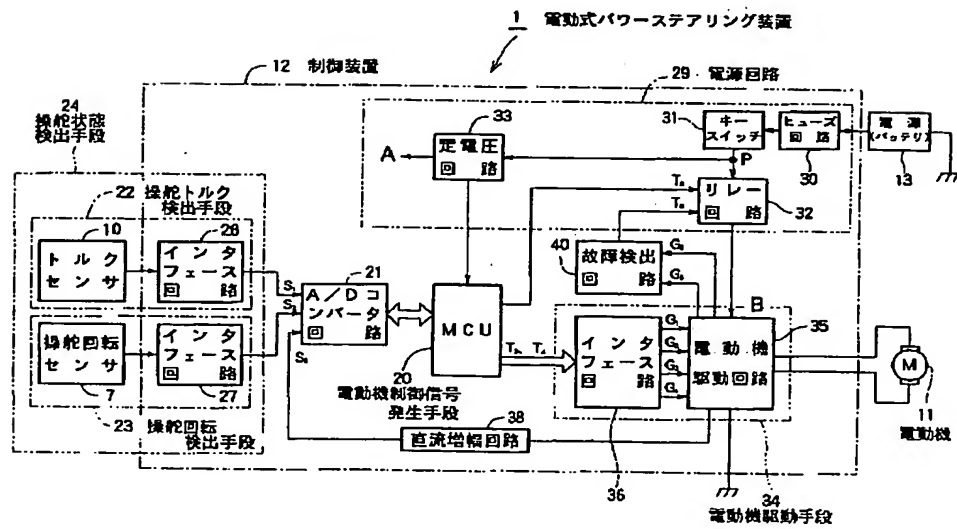 1 電動式パワーステアリング装置
12 制御装置
29 電源回路
24
操舵状態
検出手段
33
定電圧
回路
A
31
キー
スイッチ
ヒューズ
回路
30
電源
(バッテリ)
13
P
リレー
回路
32
22 操舵トルク
検出手段
10
トルク
センサ
26
インタ
フェース
回路
21
A/Dコ
ンバータ
回路
MCU
20
電動機制御信号
発生手段
40
故障検出
回路
B
35
電動機
駆動回路
インタ
フェース
回路
36
G₁
M
11
電動機
操舵回転
センサ
7
インタ
フェース
回路
27
23 操舵回転
検出手段
38
直流増幅回路
34
電動機駆動手段